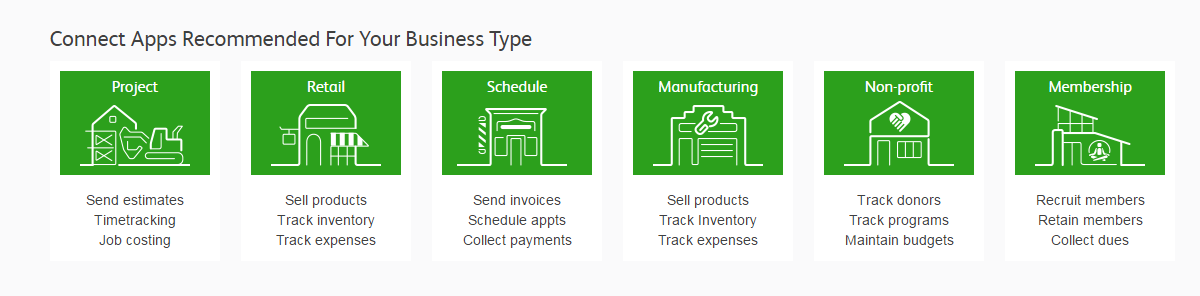 Connect Apps Recommended For Your Business Type
Project
Send estimates
Timetracking
Job costing
Retail
Sell products
Track inventory
Track expenses
Schedule
Send invoices
Schedule appts
Collect payments
Manufacturing
Sell products
Track Inventory
Track expenses
Non-profit
Track donors
Track programs
Maintain budgets
Membership
Recruit members
Retain members
Collect dues